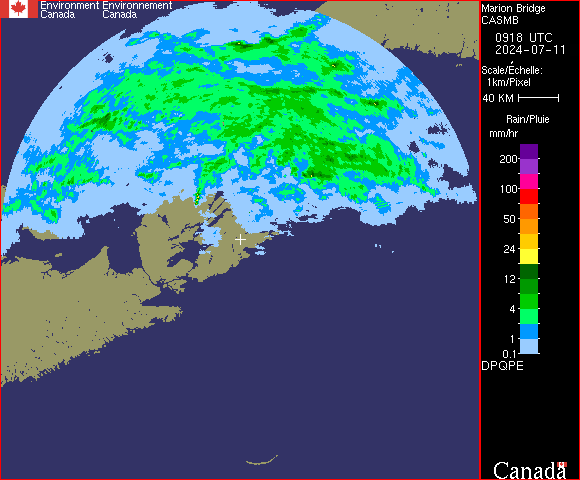 Environment Environnement
Canada Canada
Marion Bridge
CASMB
0918 UTC
2024-07-11
Scale/Échelle:
1km/Pixel
40 KM
Rain/Pluie
mm/hr
200
100
50
24
12
4
1
0.1
DPQPE
Canada